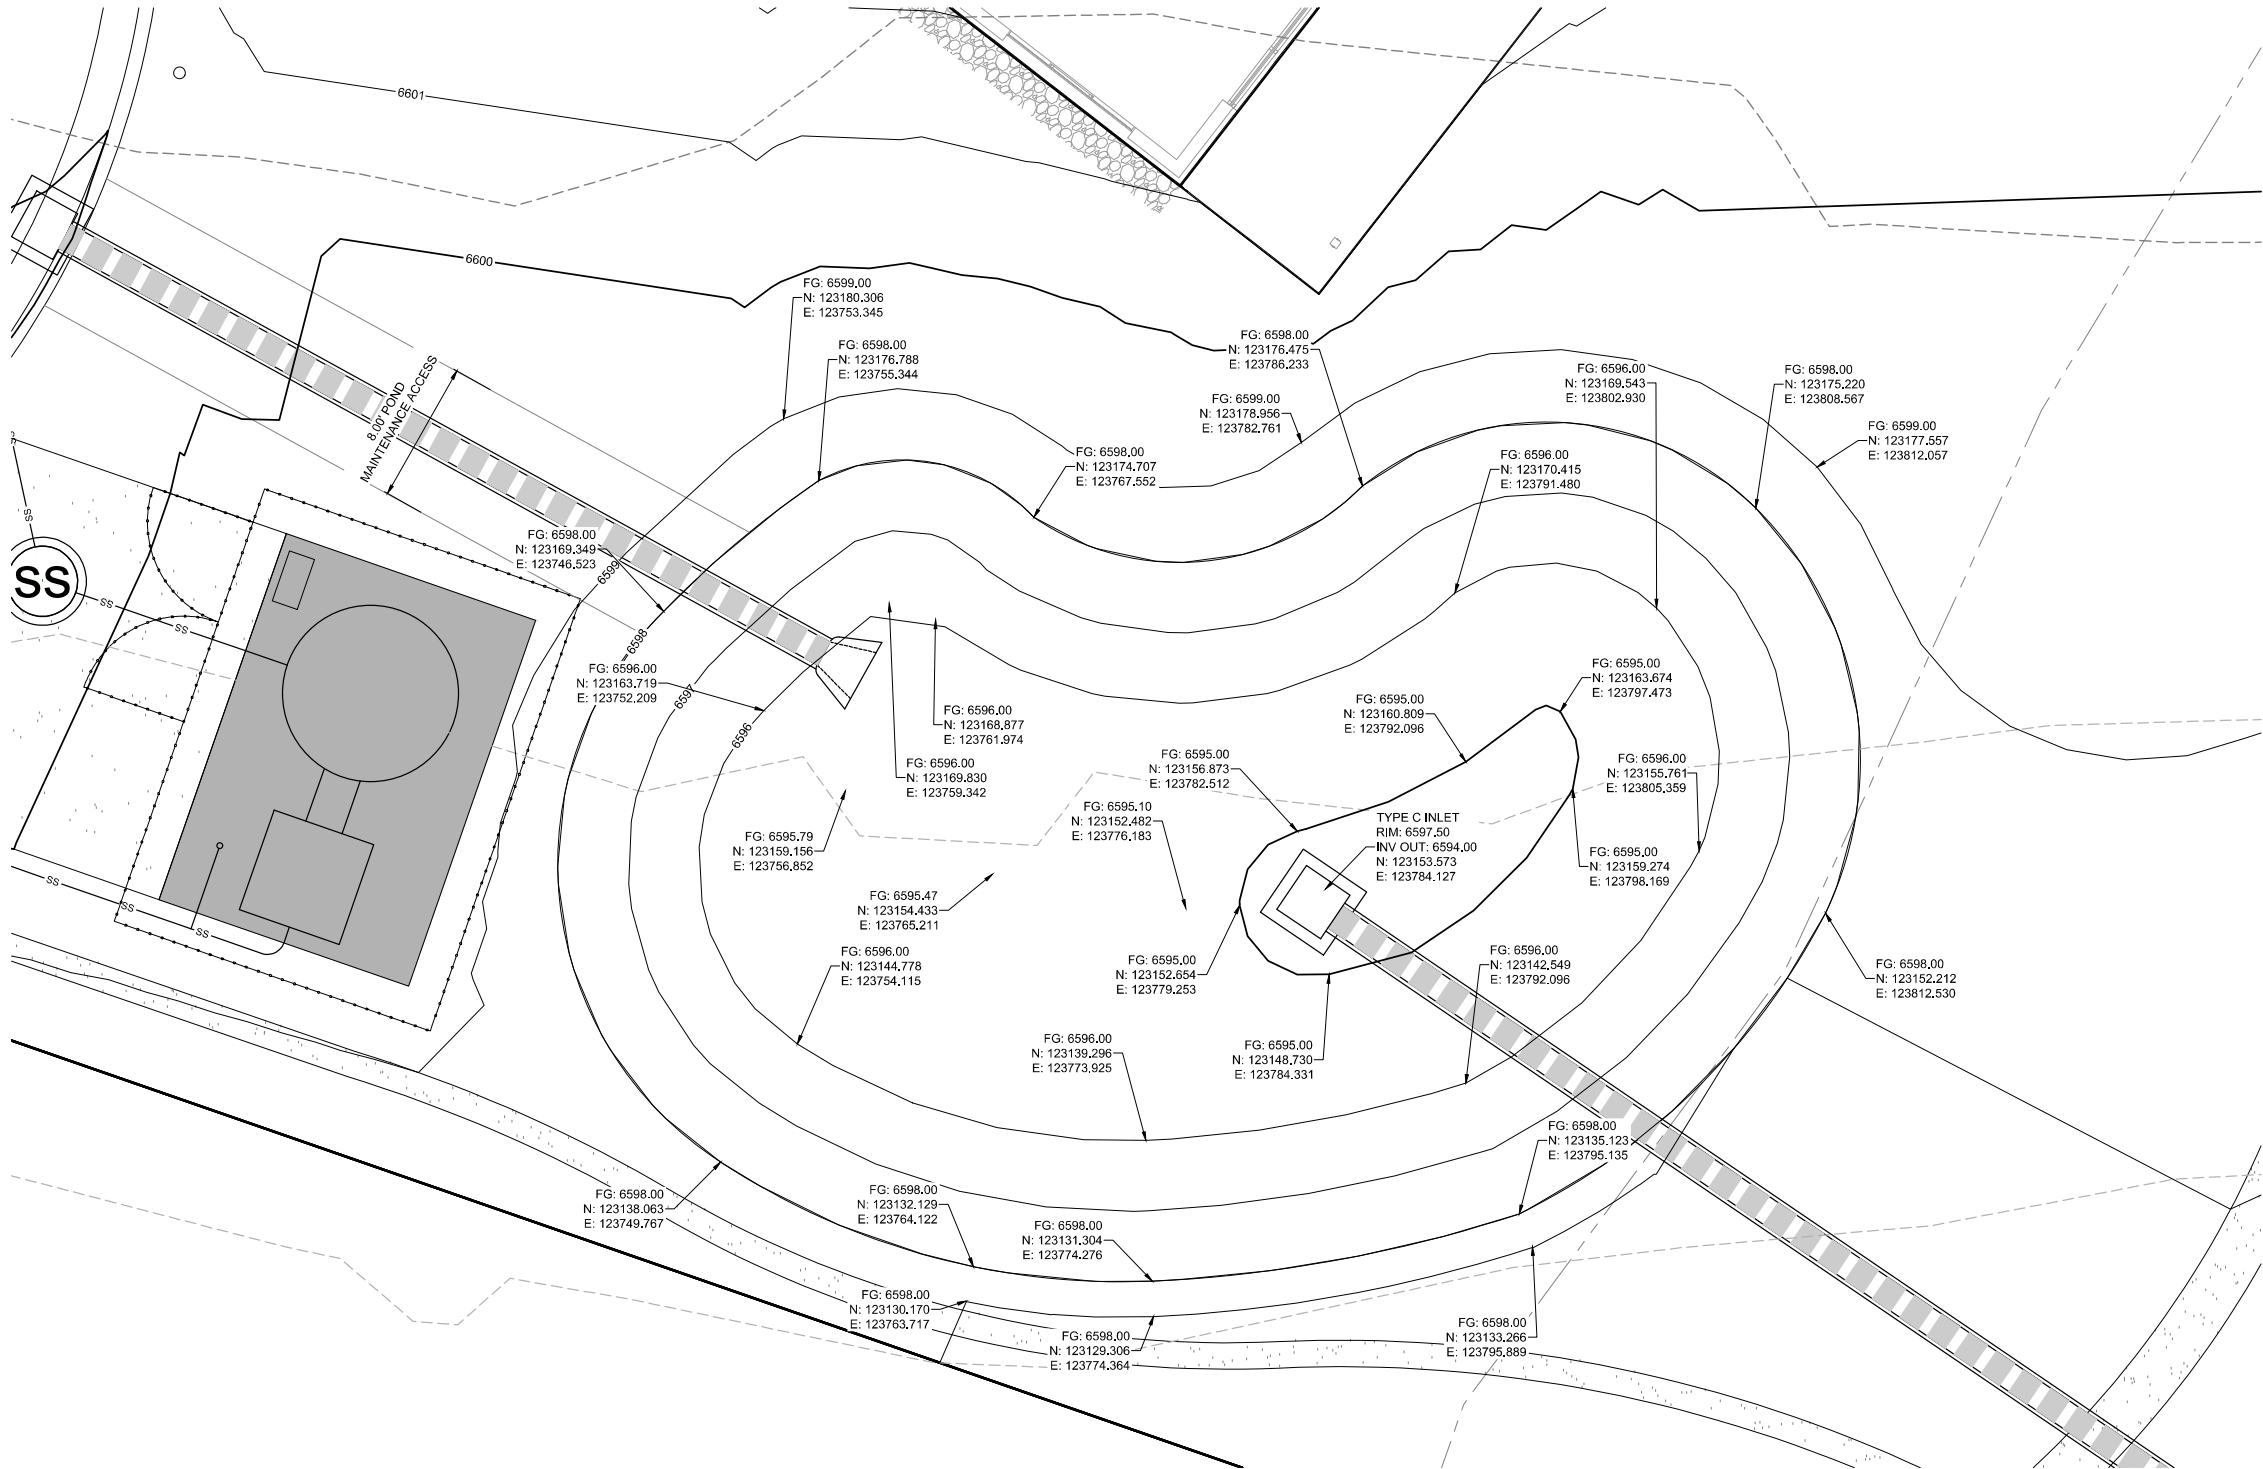 6601
6600
FG: 6599.00
N: 123180.306
E: 123753.345
FG: 6598.00
N: 123176.788
E: 123755.344
FG: 6598.00
N: 123176.475
E: 123786.233
FG: 6596.00
N: 123169.543
E: 123802.930
FG: 6598.00
N: 123175.220
E: 123808.567
FG: 6599.00
N: 123178.956
E: 123782.761
FG: 6599.00
N: 123177.557
E: 123812.057
8.00' POND
MAINTENANCE ACCESS
FG: 6598.00
N: 123174.707
E: 123767.552
FG: 6596.00
N: 123170.415
E: 123791.480
SS
FG: 6598.00
N: 123169.349
E: 123746.523
6599
SS
SS
SS
6598
FG: 6596.00
N: 123163.719
E: 123752.209
6597
6596
FG: 6595.00
N: 123163.674
E: 123797.473
FG: 6595.00
N: 123160.809
E: 123792.096
FG: 6596.00
N: 123168.877
E: 123761.974
FG: 6595.00
N: 123156.873
E: 123782.512
FG: 6596.00
N: 123155.761
E: 123805.359
FG: 6596.00
N: 123169.830
E: 123759.342
FG: 6595.10
N: 123152.482
E: 123776.183
TYPE C INLET
RIM: 6597.50
INV OUT: 6594.00
N: 123153.573
E: 123784.127
FG: 6595.79
N: 123159.156
E: 123756.852
FG: 6595.00
N: 123159.274
E: 123798.169
SS
SS
SS
FG: 6595.47
N: 123154.433
E: 123765.211
FG: 6596.00
N: 123144.778
E: 123754.115
FG: 6595.00
N: 123152.654
E: 123779.253
FG: 6596.00
N: 123142.549
E: 123792.096
FG: 6598.00
N: 123152.212
E: 123812.530
FG: 6596.00
N: 123139.296
E: 123773.925
FG: 6595.00
N: 123148.730
E: 123784.331
FG: 6598.00
N: 123135.123
E: 123795.135
FG: 6598.00
N: 123138.063
E: 123749.767
FG: 6598.00
N: 123132.129
E: 123764.122
FG: 6598.00
N: 123131.304
E: 123774.276
FG: 6598.00
N: 123130.170
E: 123763.717
FG: 6598.00
N: 123129.306
E: 123774.364
FG: 6598.00
N: 123133.266
E: 123795.889